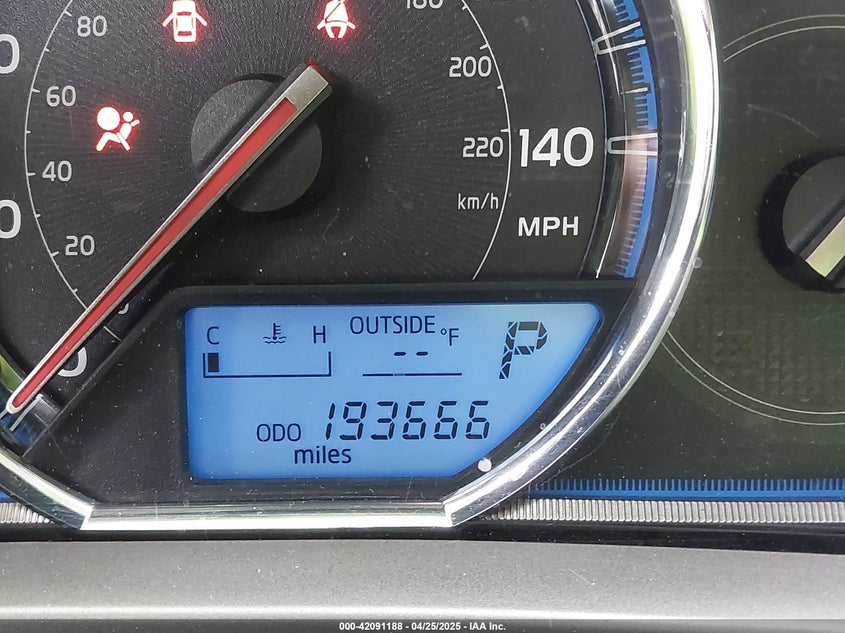 80
60
40
20
0
180
200
220
km/h
140
MPH
C
H
OUTSIDE °F
--
P
ODO 193666
miles
000-42091188 - 04/25/2025 - IAA Inc.